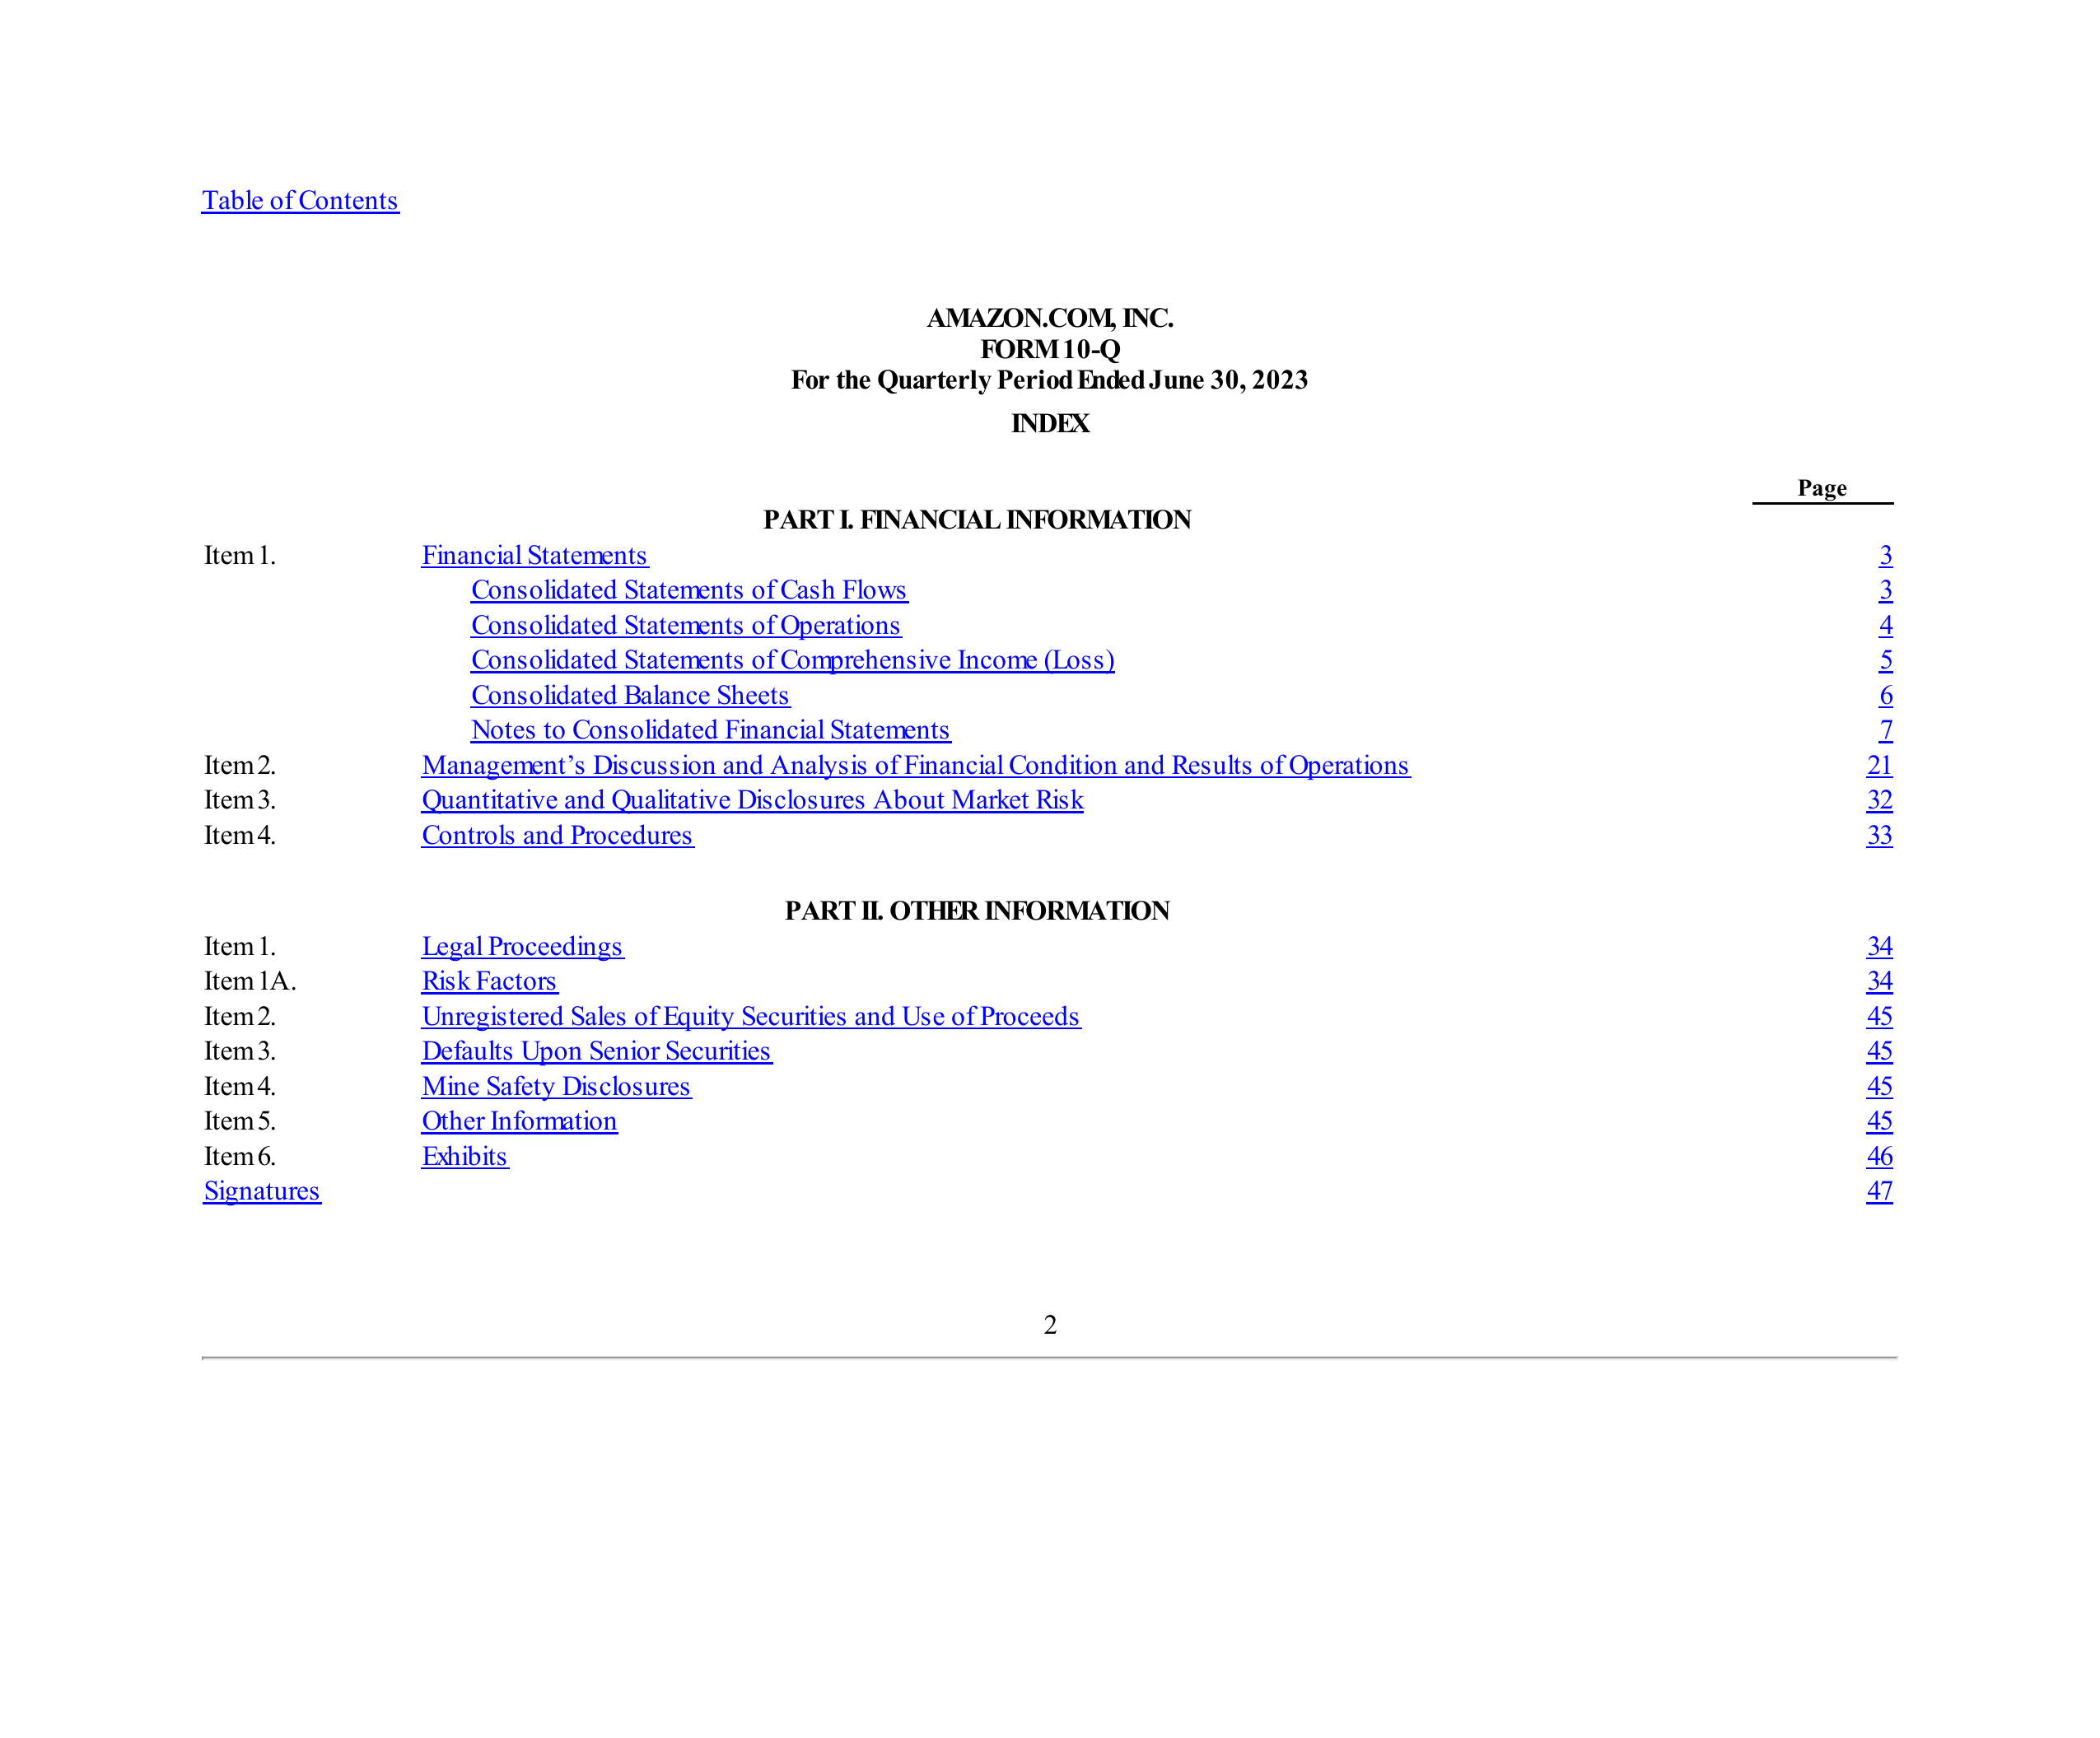 Table of Contents
AMAZON.COM, INC.
FORM 10-Q
For the Quarterly Period Ended June 30, 2023
INDEX
Page
PART I. FINANCIAL INFORMATION
Item 1. Financial Statements 3
Consolidated Statements of Cash Flows 3
Consolidated Statements of Operations 4
Consolidated Statements of Comprehensive Income (Loss) 5
Consolidated Balance Sheets 6
Notes to Consolidated Financial Statements 7
Item 2. Management’s Discussion and Analysis of Financial Condition and Results of Operations 21
Item 3. Quantitative and Qualitative Disclosures About Market Risk 32
Item 4. Controls and Procedures 33
PART II. OTHER INFORMATION
Item 1. Legal Proceedings 34
Item 1A. Risk Factors 34
Item 2. Unregistered Sales of Equity Securities and Use of Proceeds 45
Item 3. Defaults Upon Senior Securities 45
Item 4. Mine Safety Disclosures 45
Item 5. Other Information 45
Item 6. Exhibits 46
Signatures 47
2